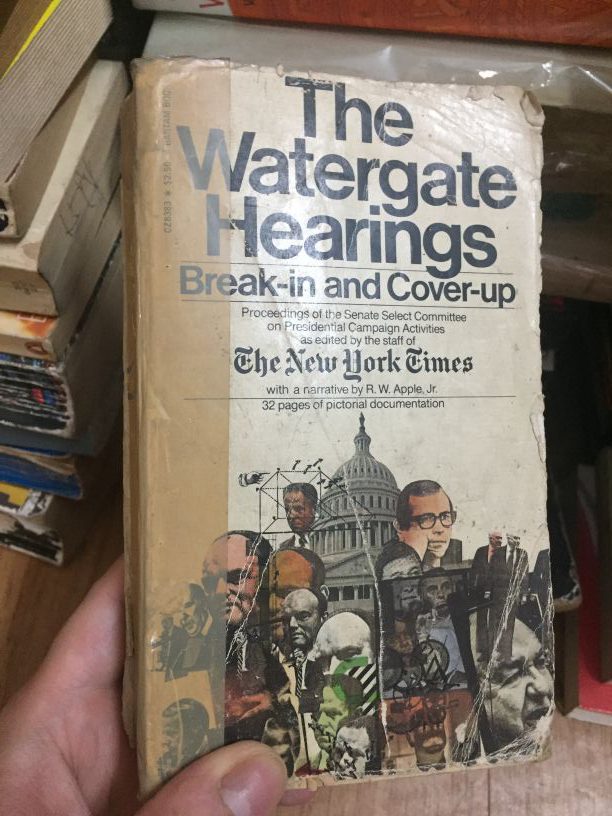 The
Watergate
Hearings
Break-in and Cover-up
Proceedings of the Senate Select Committee
on Presidential Campaign Activities
as edited by the staff of
The New York Times
with a narrative by R. W. Apple, Jr.
32 pages of pictorial documentation
$2.50